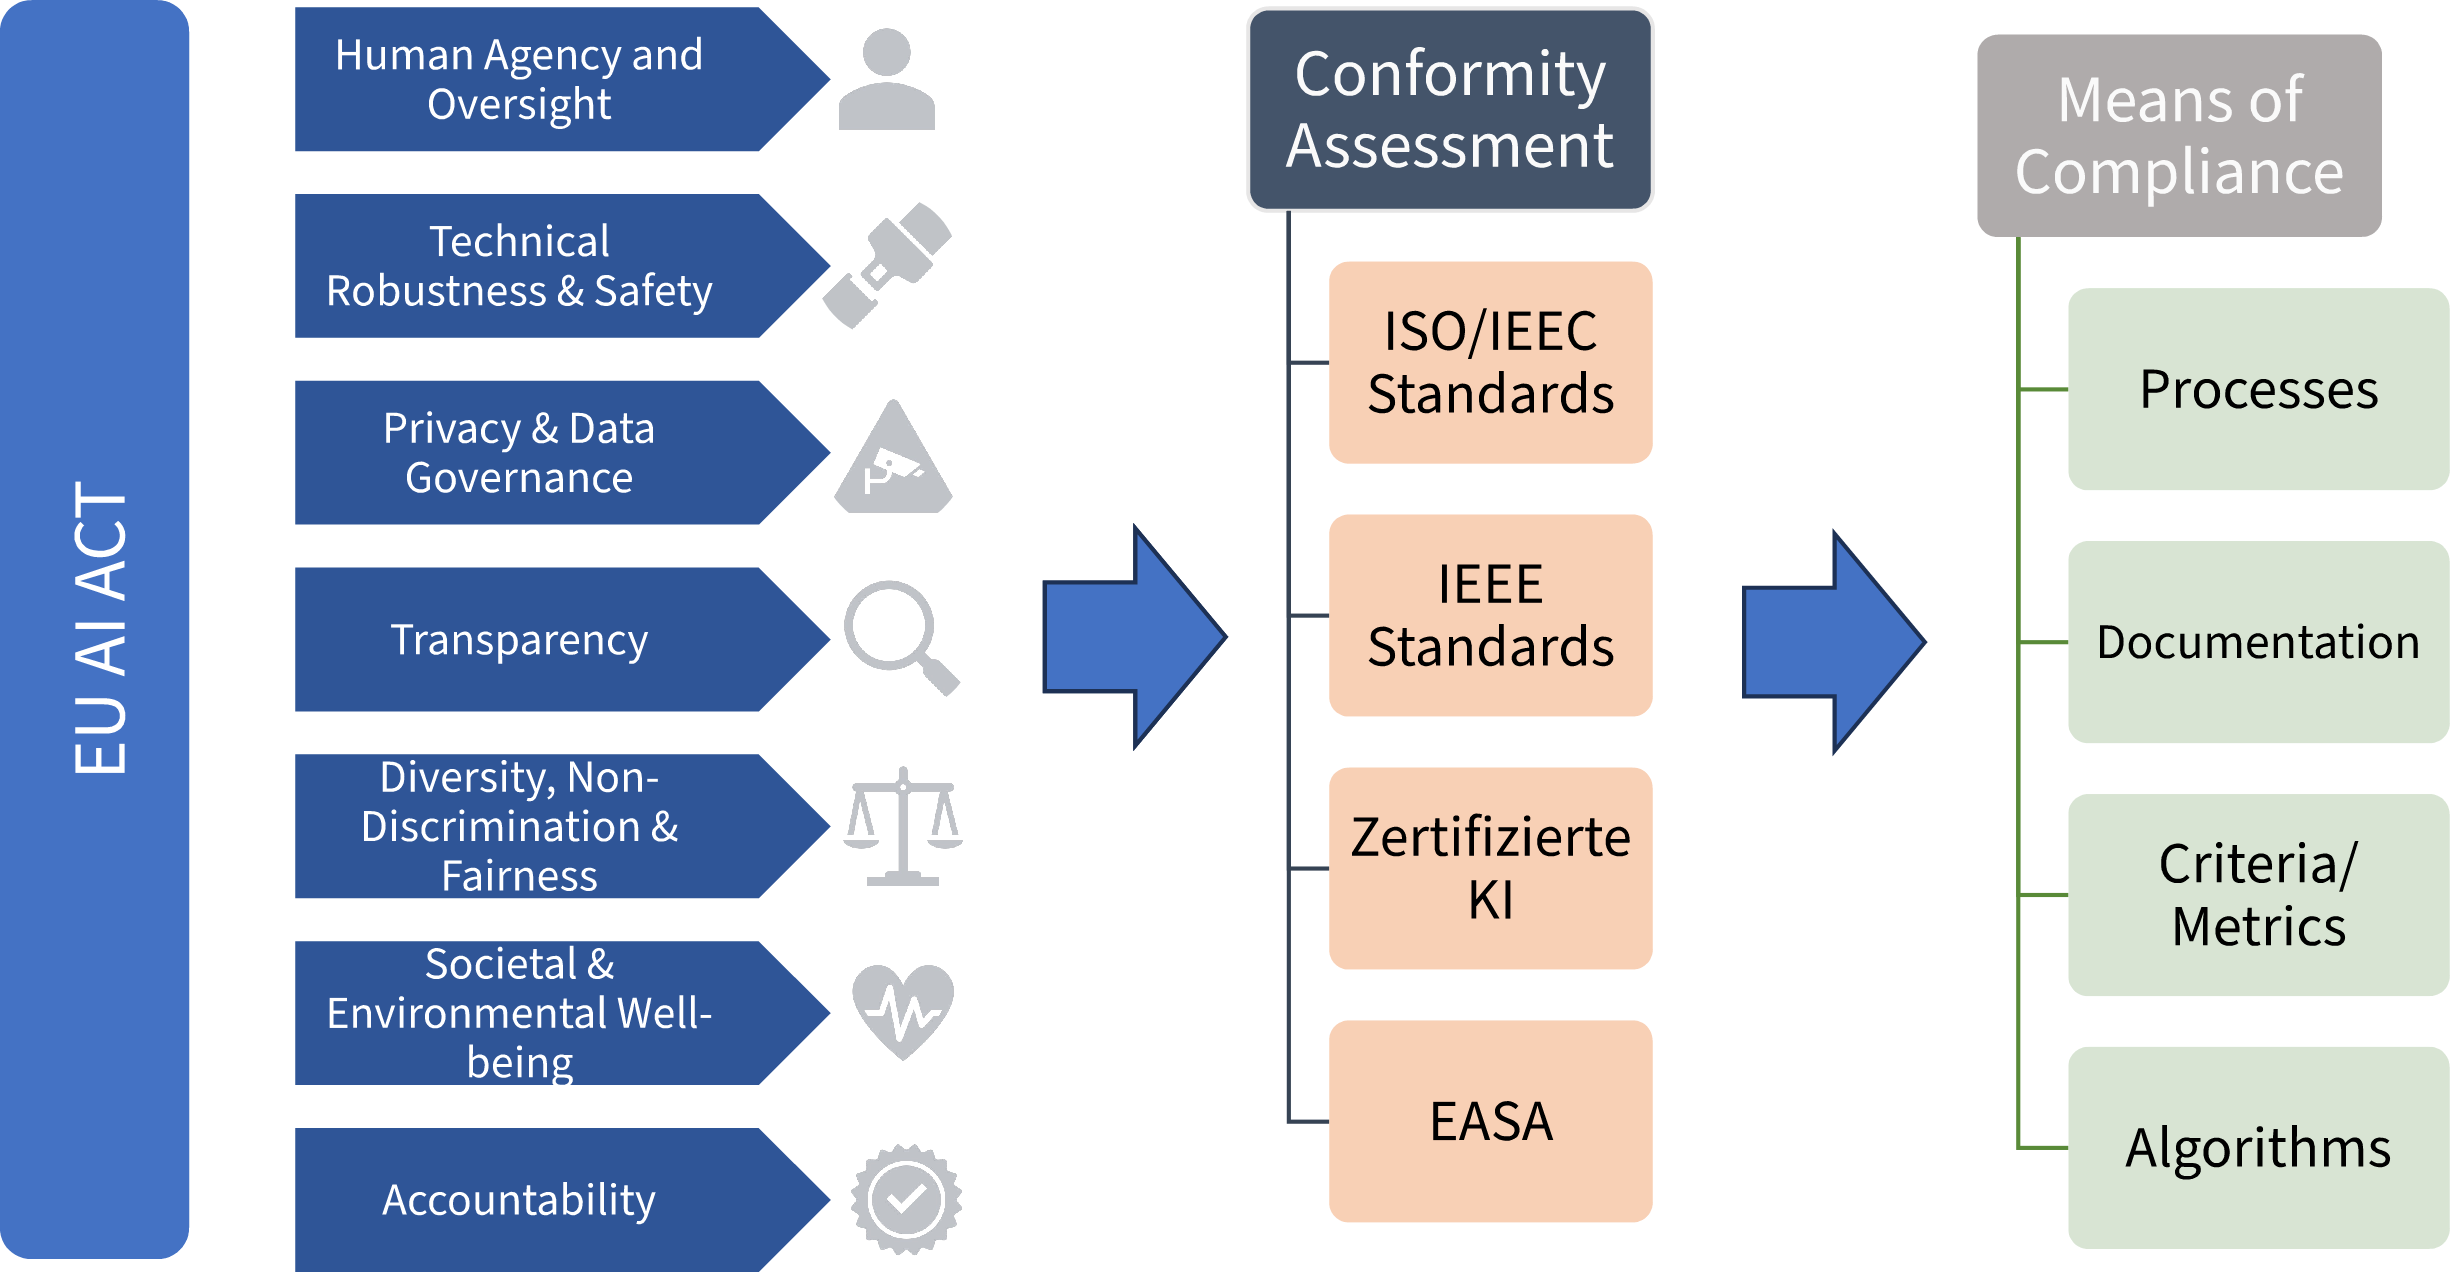 EU AI ACT
Human Agency and
Oversight
Technical
Robustness & Safety
Privacy & Data
Governance
Transparency
Diversity, Non-
Discrimination &
Fairness
Societal &
Environmental Well-
being
Accountability
Conformity
Assessment
ISO/IEEC
Standards
IEEE
Standards
Zertifizierte
KI
EASA
Means of
Compliance
Processes
Documentation
Criteria/
Metrics
Algorithms